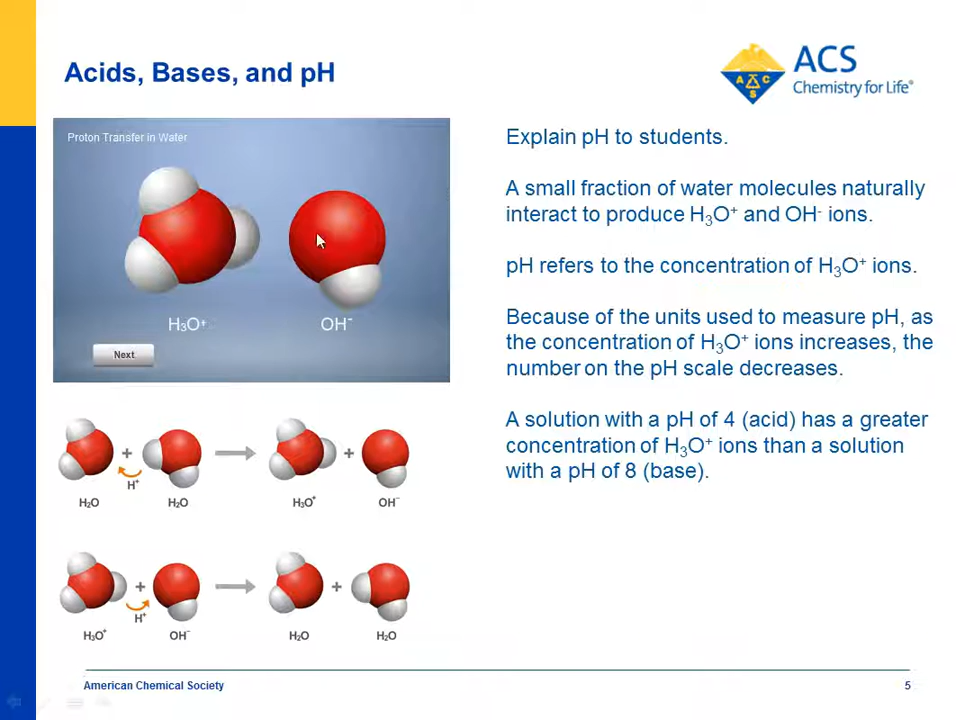 Acids, Bases, and pH
ACS
Chemistry for Life®
A C S
Proton Transfer in Water
H₃O⁺
OH⁻
Next
Explain pH to students.
A small fraction of water molecules naturally
interact to produce H₃O⁺ and OH⁻ ions.
pH refers to the concentration of H₃O⁺ ions.
Because of the units used to measure pH, as
the concentration of H₃O⁺ ions increases, the
number on the pH scale decreases.
A solution with a pH of 4 (acid) has a greater
concentration of H₃O⁺ ions than a solution
with a pH of 8 (base).
+ +
H⁺
H₂O H₂O H₃O⁺ OH⁻
+ +
H⁺
H₃O⁺ OH⁻ H₂O H₂O
American Chemical Society
5